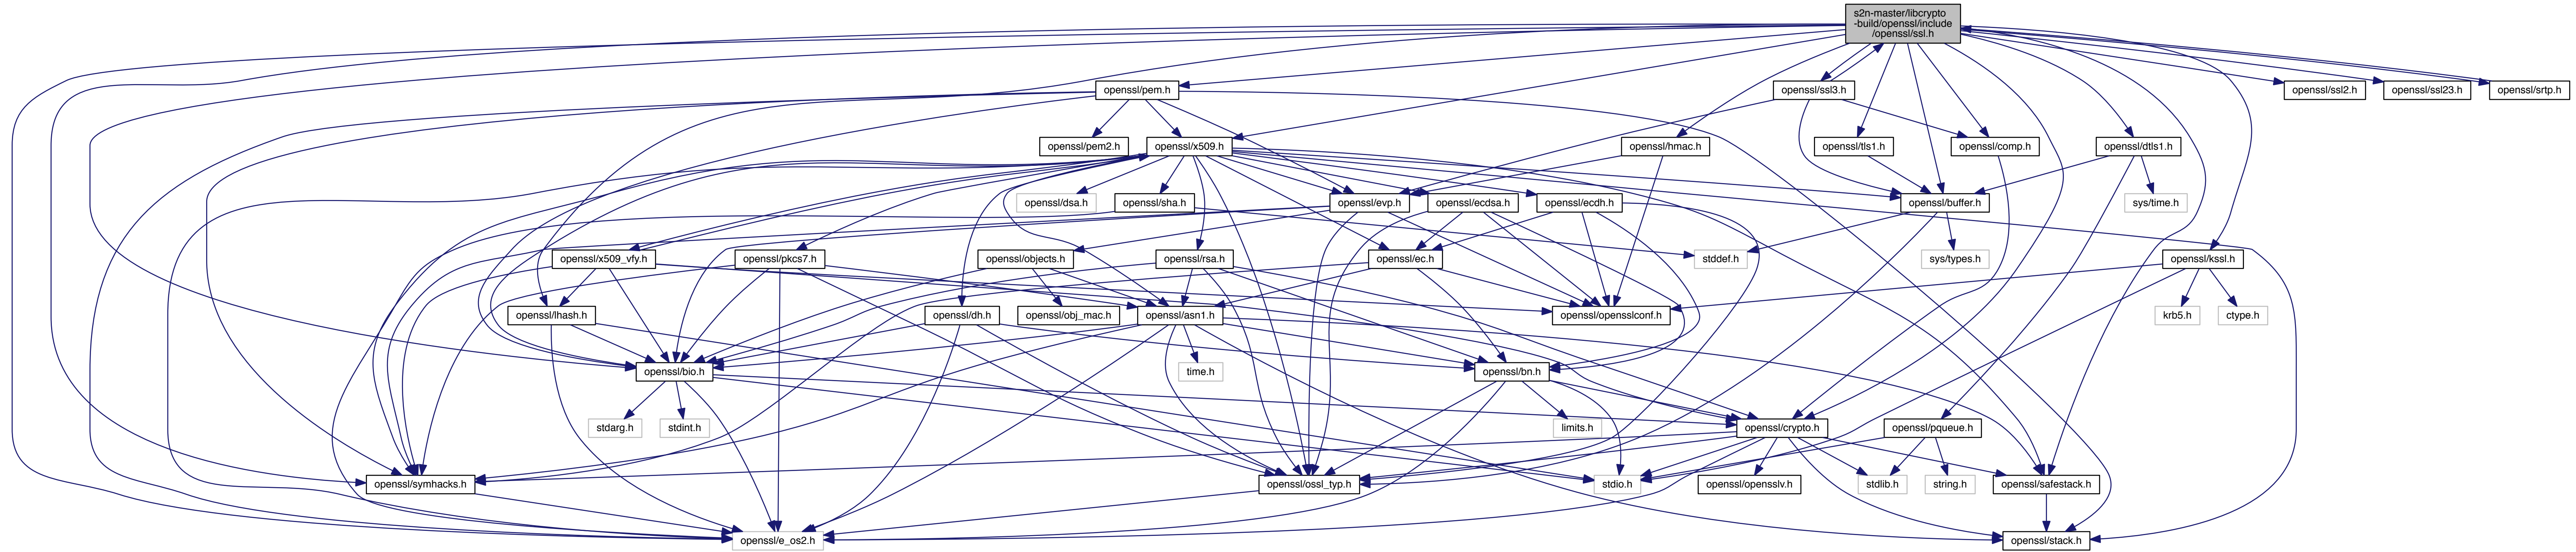 s2n-master/libcrypto
-build/openssl/include
/openssl/ssl.h
openssl/pem.h
openssl/ssl3.h
openssl/ssl2.h
openssl/ssl23.h
openssl/srtp.h
openssl/pem2.h
openssl/x509.h
openssl/hmac.h
openssl/tls1.h
openssl/comp.h
openssl/dtls1.h
openssl/dsa.h
openssl/sha.h
openssl/evp.h
openssl/ecdsa.h
openssl/ecdh.h
openssl/buffer.h
sys/time.h
openssl/x509_vfy.h
openssl/pkcs7.h
openssl/objects.h
openssl/rsa.h
openssl/ec.h
stddef.h
sys/types.h
openssl/kssl.h
openssl/lhash.h
openssl/dh.h
openssl/obj_mac.h
openssl/asn1.h
openssl/opensslconf.h
krb5.h
ctype.h
openssl/bio.h
time.h
openssl/bn.h
stdarg.h
stdint.h
limits.h
openssl/crypto.h
openssl/pqueue.h
openssl/symhacks.h
openssl/ossl_typ.h
stdio.h
openssl/opensslv.h
stdlib.h
string.h
openssl/safestack.h
openssl/e_os2.h
openssl/stack.h